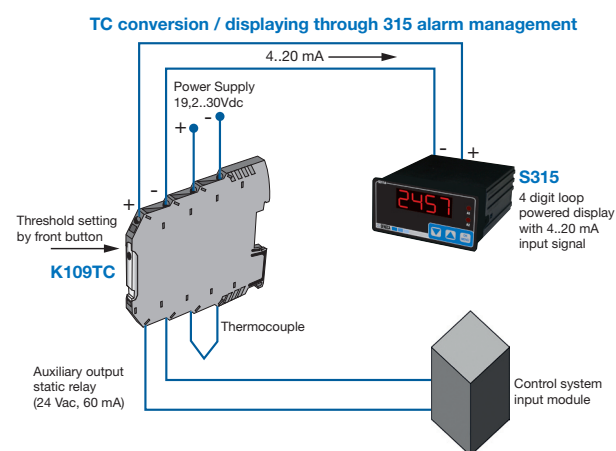 TC conversion / displaying through 315 alarm management
4..20 mA
Power Supply
19,2..30Vdc
+
-
-
+
-
+
S315
4 digit loop
powered display
with 4..20 mA
input signal
2457
Threshold setting
by front button
K109TC
Thermocouple
Auxiliary output
static relay
(24 Vac, 60 mA)
Control system
input module